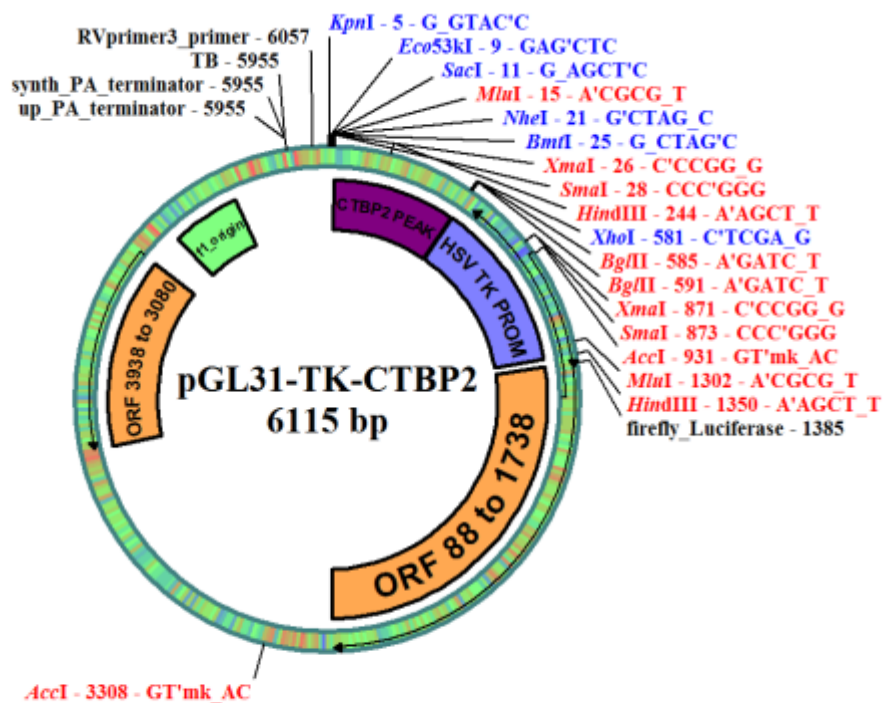 RVprimer3_primer - 6057
TB - 5955
synth_PA_terminator - 5955
up_PA_terminator - 5955
KpnI - 5 - G_GTAC'C
Eco53kI - 9 - GAG'CTC
SacI - 11 - G_AGCT'C
MluI - 15 - A'CGCG_T
NheI - 21 - G'CTAG_C
BmtI - 25 - G_CTAG'C
XmaI - 26 - C'CCGG_G
SmaI - 28 - CCC'GGG
HindIII - 244 - A'AGCT_T
XhoI - 581 - C'TCGA_G
BglII - 585 - A'GATC_T
BglII - 591 - A'GATC_T
XmaI - 871 - C'CCGG_G
SmaI - 873 - CCC'GGG
AccI - 931 - GT'mk_AC
MluI - 1302 - A'CGCG_T
HindIII - 1350 - A'AGCT_T
firefly_Luciferase - 1385
CTBP2 PEAK
HSV TK PROM
f1_origin
ORF 3938 to 3080
pGL31-TK-CTBP2
6115 bp
ORF 88 to 1738
AccI - 3308 - GT'mk_AC